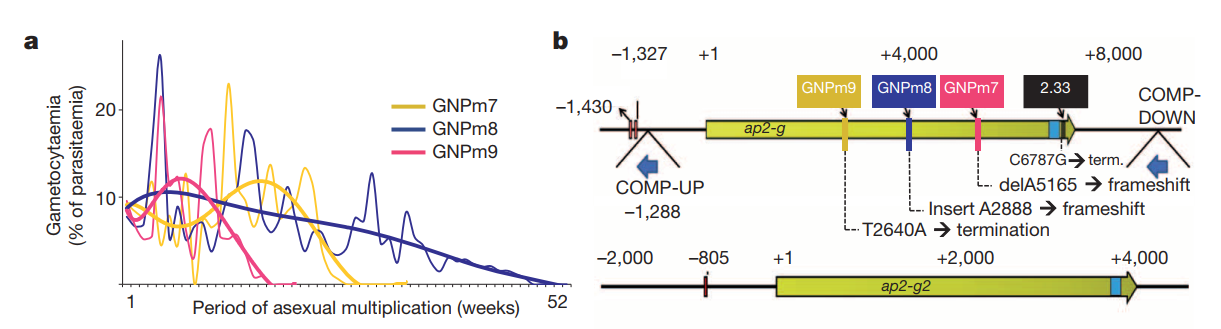 a
Gametocytaemia
(% of parasitaemia)
20
10
GNPm7
GNPm8
GNPm9
1
Period of asexual multiplication (weeks)
52
b
−1,327
+1
+4,000
+8,000
GNPm9
GNPm8
GNPm7
2.33
COMP-
DOWN
−1,430
ap2-g
C6787G → term.
COMP-UP
delA5165 → frameshift
−1,288
Insert A2888 → frameshift
T2640A → termination
−2,000
−805
+1
+2,000
+4,000
ap2-g2